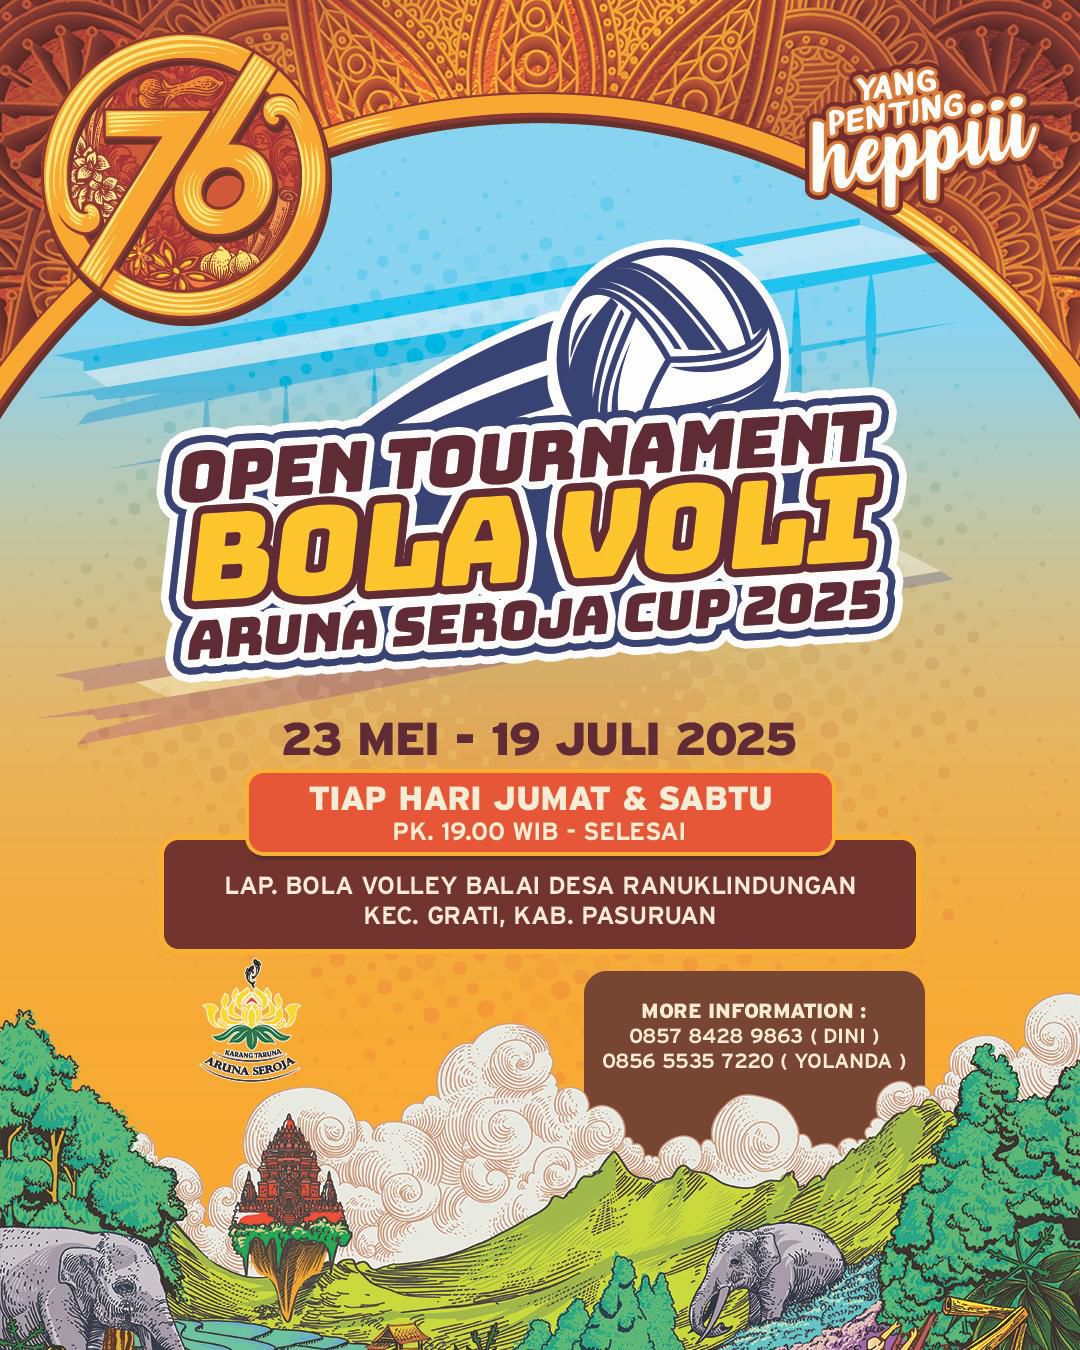 76
YANG
PENTING
heppiii
OPEN TOURNAMENT
BOLA VOLI
ARUNA SEROJA CUP 2025
23 MEI - 19 JULI 2025
TIAP HARI JUMAT & SABTU
PK. 19.00 WIB - SELESAI
LAP. BOLA VOLLEY BALAI DESA RANUKLINDUNGAN
KEC. GRATI, KAB. PASURUAN
KARANG TARUNA
ARUNA SEROJA
MORE INFORMATION :
0857 8428 9863 ( DINI )
0856 5535 7220 ( YOLANDA )